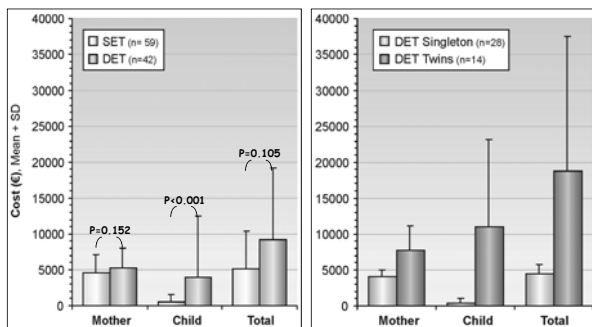 Cost (€), Mean + SD
40000
35000
30000
25000
20000
15000
10000
5000
0
SET (n= 59)
DET (n=42)
P=0.152
P<0.001
P=0.105
Mother
Child
Total
40000
35000
30000
25000
20000
15000
10000
5000
0
DET Singleton (n=28)
DET Twins (n=14)
Mother
Child
Total